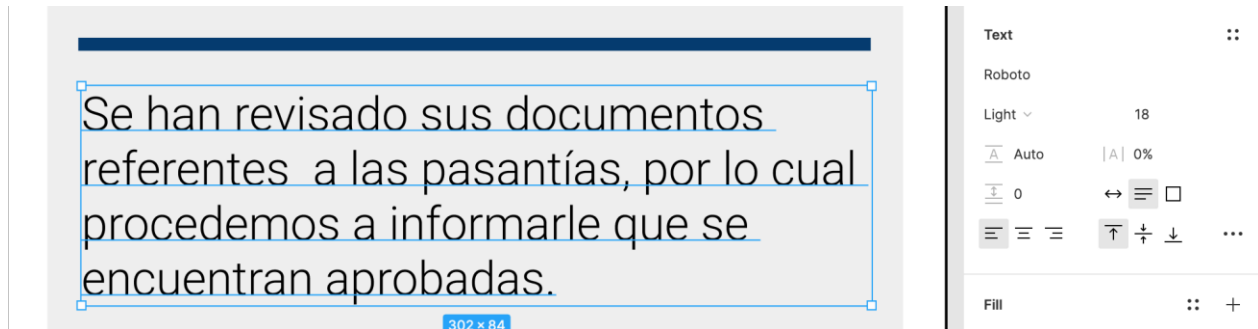 Se han revisado sus documentos
referentes  a las pasantías, por lo cual
procedemos a informarle que se
encuentran aprobadas.
302 × 84
Text
Roboto
Light 18
A Auto |A| 0%
0
Fill